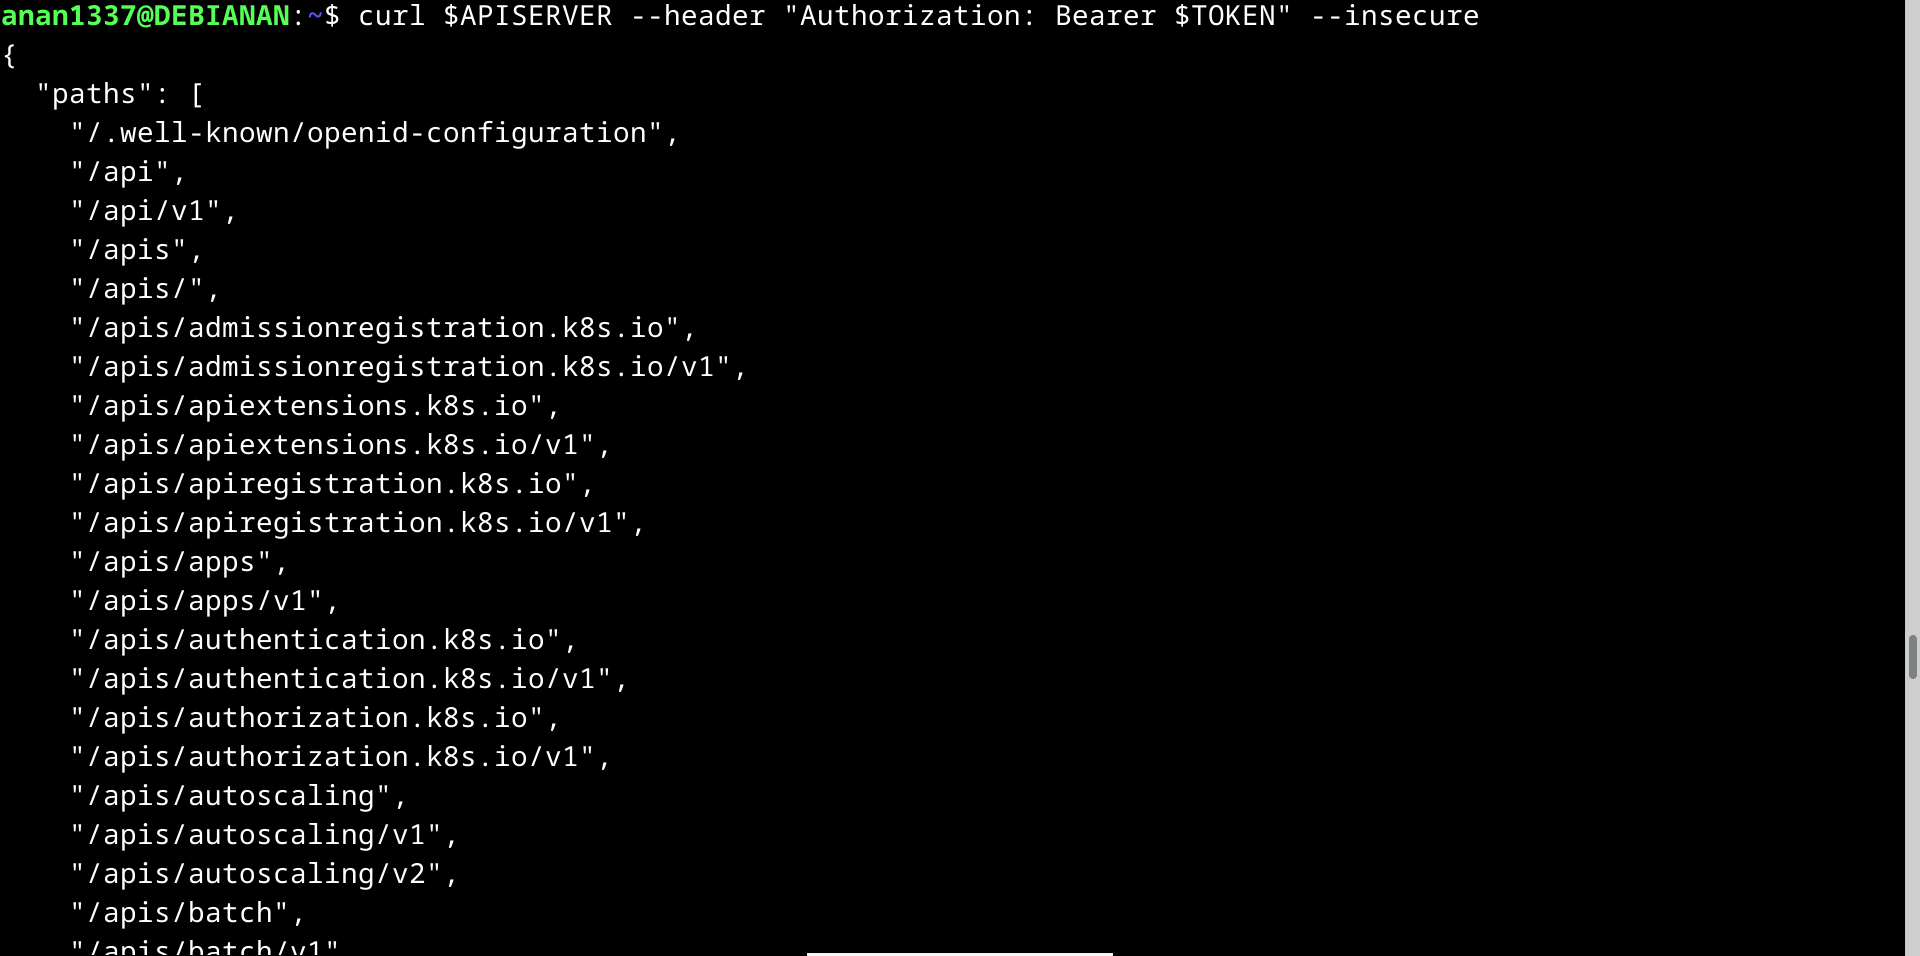 anan1337@DEBIANAN:~$ curl $APISERVER --header "Authorization: Bearer $TOKEN" --insecure
{
  "paths": [
    "/.well-known/openid-configuration",
    "/api",
    "/api/v1",
    "/apis",
    "/apis/",
    "/apis/admissionregistration.k8s.io",
    "/apis/admissionregistration.k8s.io/v1",
    "/apis/apiextensions.k8s.io",
    "/apis/apiextensions.k8s.io/v1",
    "/apis/apiregistration.k8s.io",
    "/apis/apiregistration.k8s.io/v1",
    "/apis/apps",
    "/apis/apps/v1",
    "/apis/authentication.k8s.io",
    "/apis/authentication.k8s.io/v1",
    "/apis/authorization.k8s.io",
    "/apis/authorization.k8s.io/v1",
    "/apis/autoscaling",
    "/apis/autoscaling/v1",
    "/apis/autoscaling/v2",
    "/apis/batch",
    "/apis/batch/v1"